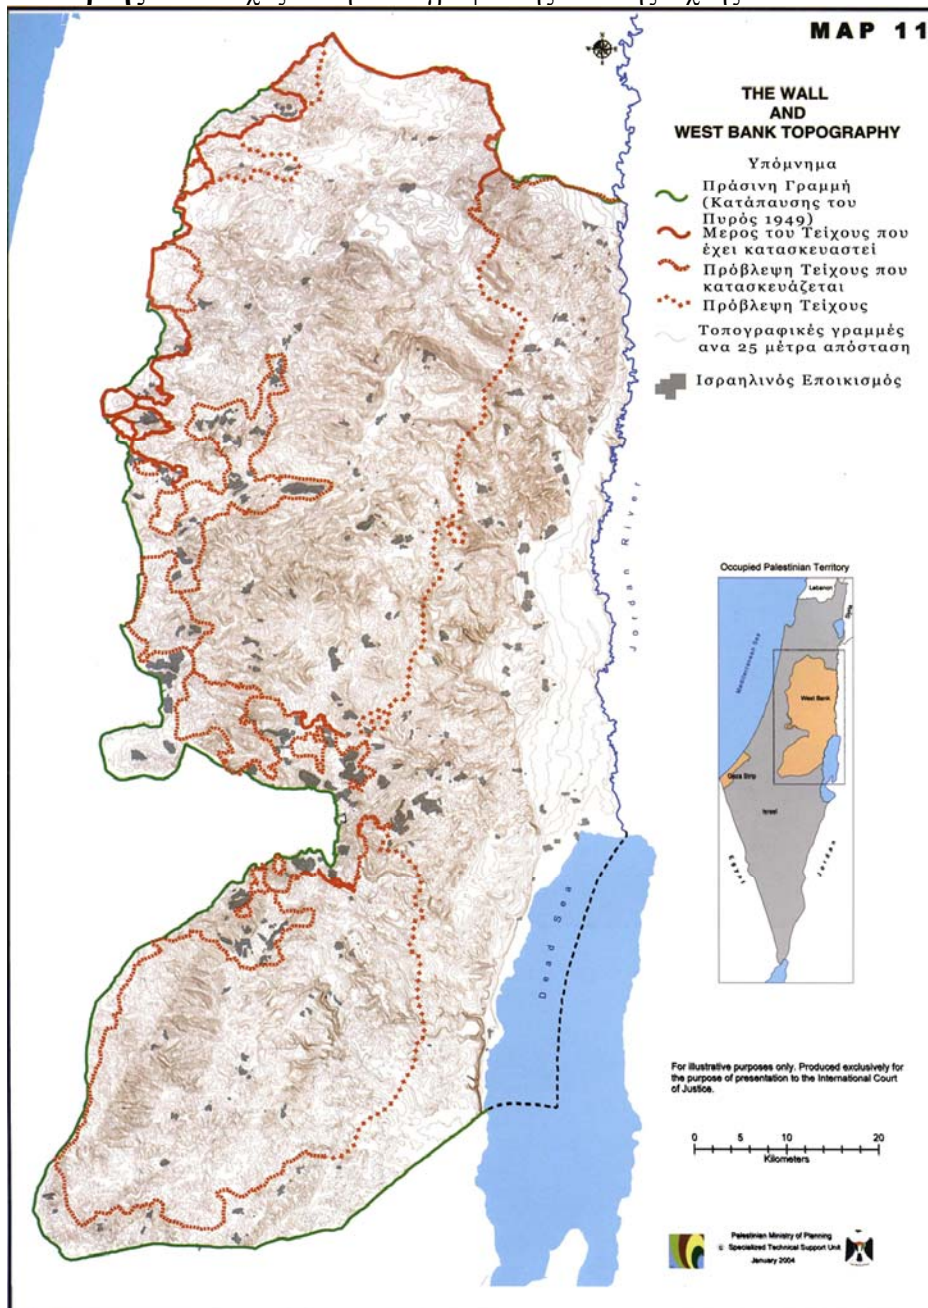 MAP 11
THE WALL
AND
WEST BANK TOPOGRAPHY
Υπόμνημα
Πράσινη Γραμμή
(Κατάπαυσης του
Πυρός 1949)
Μερος του Τείχους που
έχει κατασκευαστεί
Πρόβλεψη Τείχους που
κατασκευάζεται
Πρόβλεψη Τείχους
Τοπογραφικές γραμμές
ανα 25 μέτρα απόσταση
Ισραηλινός Εποικισμός
Jordan River
Dead Sea
Occupied Palestinian Territory
Lebanon
Mediterranean Sea
West Bank
Gaza Strip
Israel
Egypt
Jordan
For illustrative purposes only. Produced exclusively for
the purpose of presentation to the International Court
of Justice.
0 5 10 20
Kilometers
Palestinian Ministry of Planning
© Specialized Technical Support Unit
January 2004